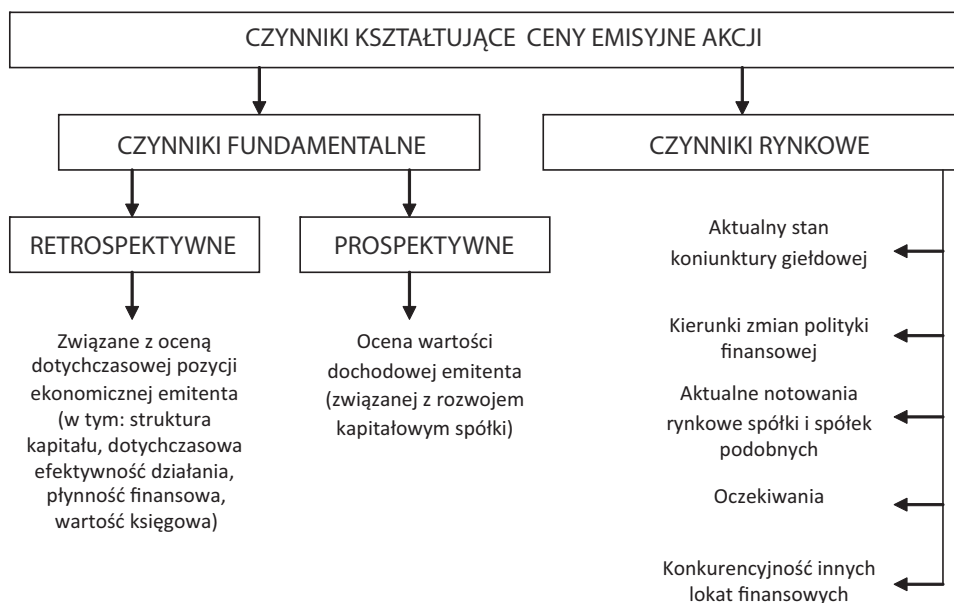 CZYNNIKI KSZTAŁTUJĄCE CENY EMISYJNE AKCJI
CZYNNIKI FUNDAMENTALNE
CZYNNIKI RYNKOWE
RETROSPEKTYWNE
PROSPEKTYWNE
Związane z oceną
dotychczasowej pozycji
ekonomicznej emitenta
(w tym: struktura
kapitału, dotychczasowa
efektywność działania,
płynność finansowa,
wartość księgowa)
Ocena wartości
dochodowej emitenta
(związanej z rozwojem
kapitałowym spółki)
Aktualny stan
koniunktury giełdowej
Kierunki zmian polityki
finansowej
Aktualne notowania
rynkowe spółki i spółek
podobnych
Oczekiwania
Konkurencyjność innych
lokat finansowych